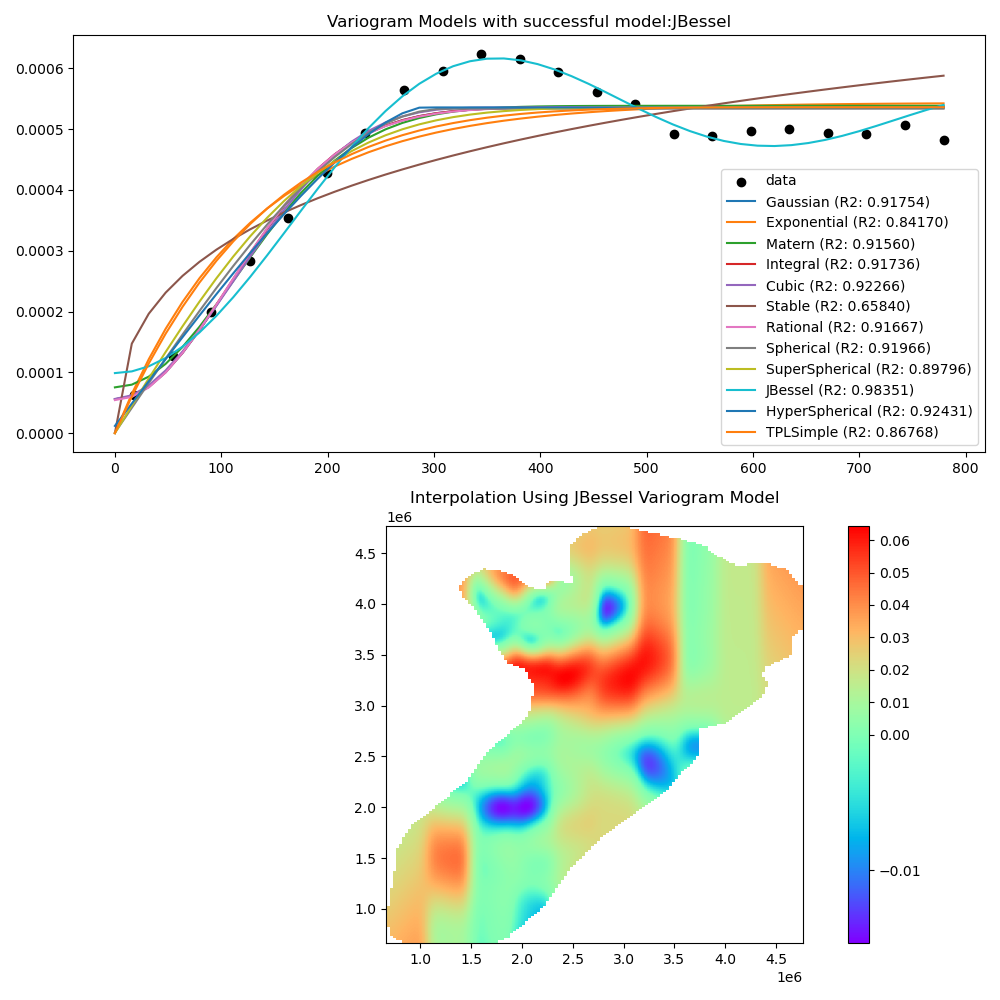 Variogram Models with successful model:JBessel
0.0006
0.0005
0.0004
0.0003
0.0002
0.0001
0.0000
data
Gaussian (R2: 0.91754)
Exponential (R2: 0.84170)
Matern (R2: 0.91560)
Integral (R2: 0.91736)
Cubic (R2: 0.92266)
Stable (R2: 0.65840)
Rational (R2: 0.91667)
Spherical (R2: 0.91966)
SuperSpherical (R2: 0.89796)
JBessel (R2: 0.98351)
HyperSpherical (R2: 0.92431)
TPLSimple (R2: 0.86768)
0 100 200 300 400 500 600 700 800
Interpolation Using JBessel Variogram Model
1e6
4.5
4.0
3.5
3.0
2.5
2.0
1.5
1.0
1.0 1.5 2.0 2.5 3.0 3.5 4.0 4.5
1e6
0.06
0.05
0.04
0.03
0.02
0.01
0.00
−0.01